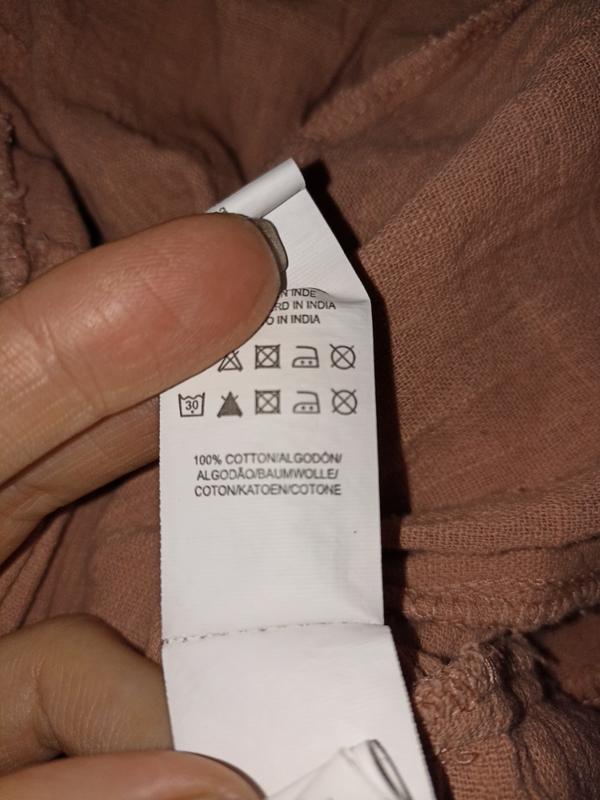 INDE
IN INDIA
IN INDIA
30
100% COTTON/ALGODÓN/
ALGODÃO/BAUMWOLLE/
COTON/KATOEN/COTONE